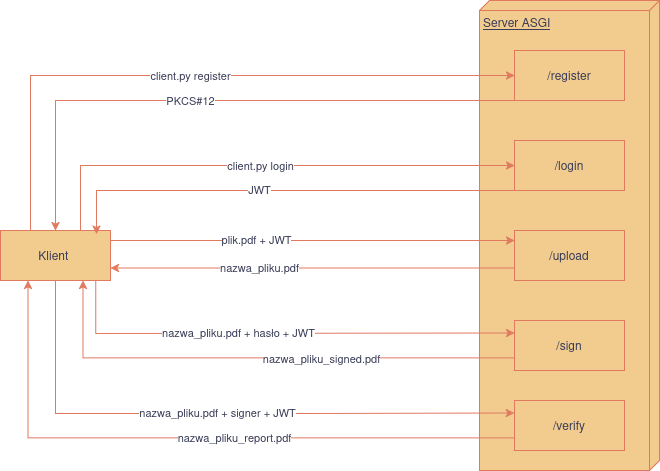 Server ASGI
client.py register
/register
PKCS#12
client.py login
/login
JWT
plik.pdf + JWT
Klient
/upload
nazwa_pliku.pdf
nazwa_pliku.pdf + hasło + JWT
/sign
nazwa_pliku_signed.pdf
nazwa_pliku.pdf + signer + JWT
/verify
nazwa_pliku_report.pdf